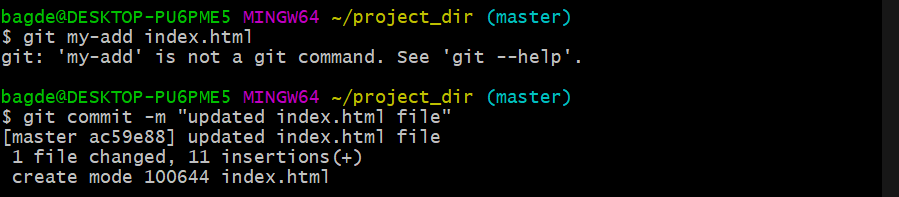 bagde@DESKTOP-PU6PME5 MINGW64 ~/project_dir (master)
$ git my-add index.html
git: 'my-add' is not a git command. See 'git --help'.
bagde@DESKTOP-PU6PME5 MINGW64 ~/project_dir (master)
$ git commit -m "updated index.html file"
[master ac59e88] updated index.html file
 1 file changed, 11 insertions(+)
 create mode 100644 index.html